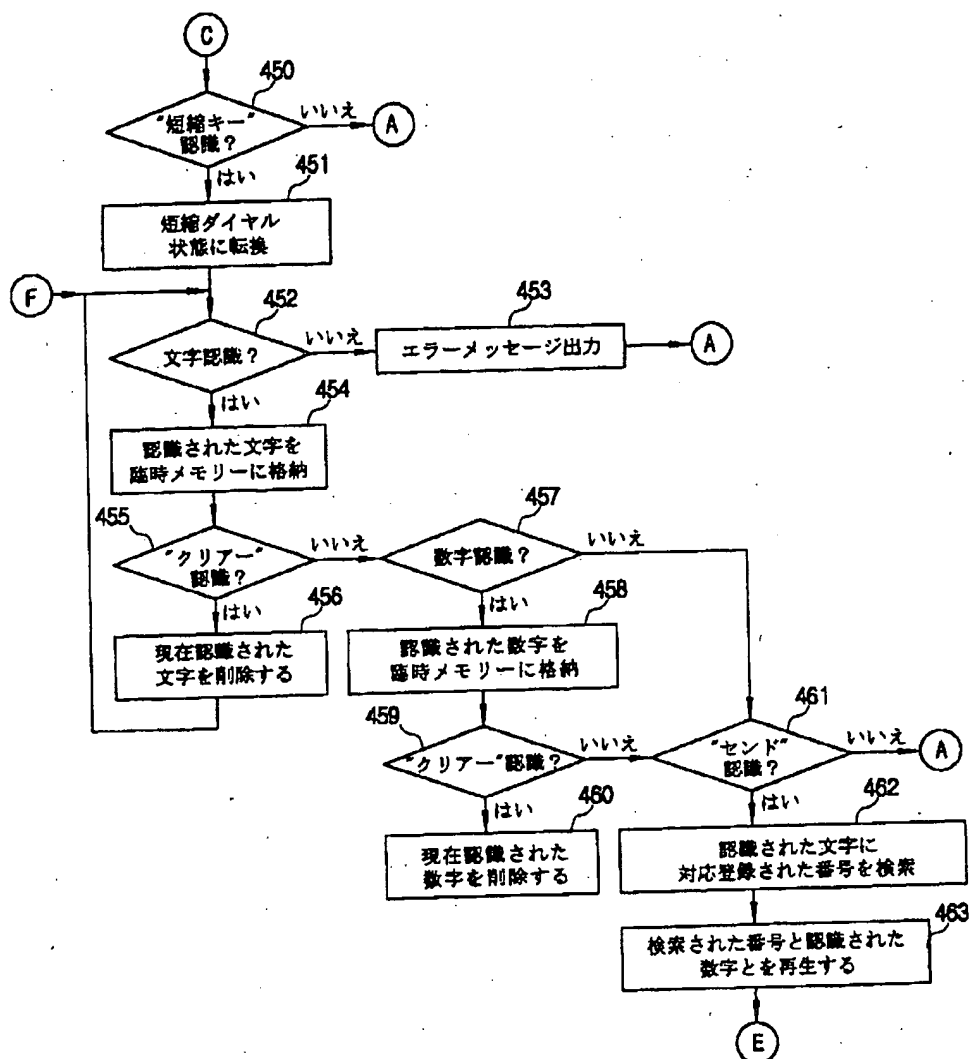 C
450
"短縮キー"
認識？
いいえ
A
はい
451
短縮ダイヤル
状態に転換
F
452
文字認識？
いいえ
453
エラーメッセージ出力
A
はい
454
認識された文字を
臨時メモリーに格納
455
"クリアー"
認識？
いいえ
457
数字認識？
いいえ
はい
456
現在認識された
文字を削除する
はい
458
認識された数字を
臨時メモリーに格納
459
"クリアー"認識？
いいえ
461
"センド"
認識？
いいえ
A
はい
460
現在認識された
数字を削除する
はい
462
認識された文字に
対応登録された番号を検索
463
検索された番号と認識された
数字とを再生する
E